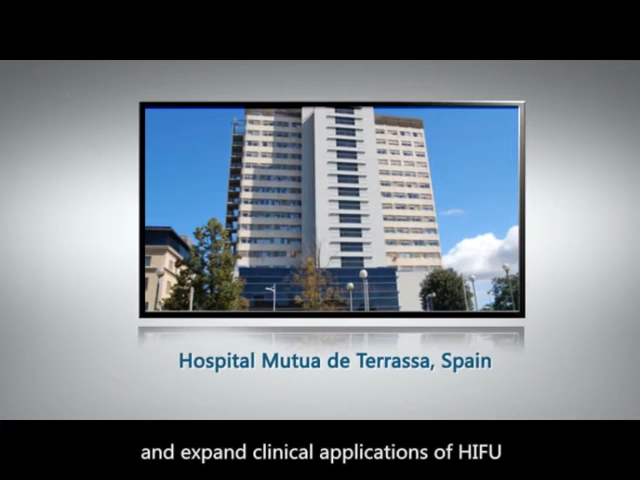 Hospital Mutua de Terrassa, Spain
and expand clinical applications of HIFU